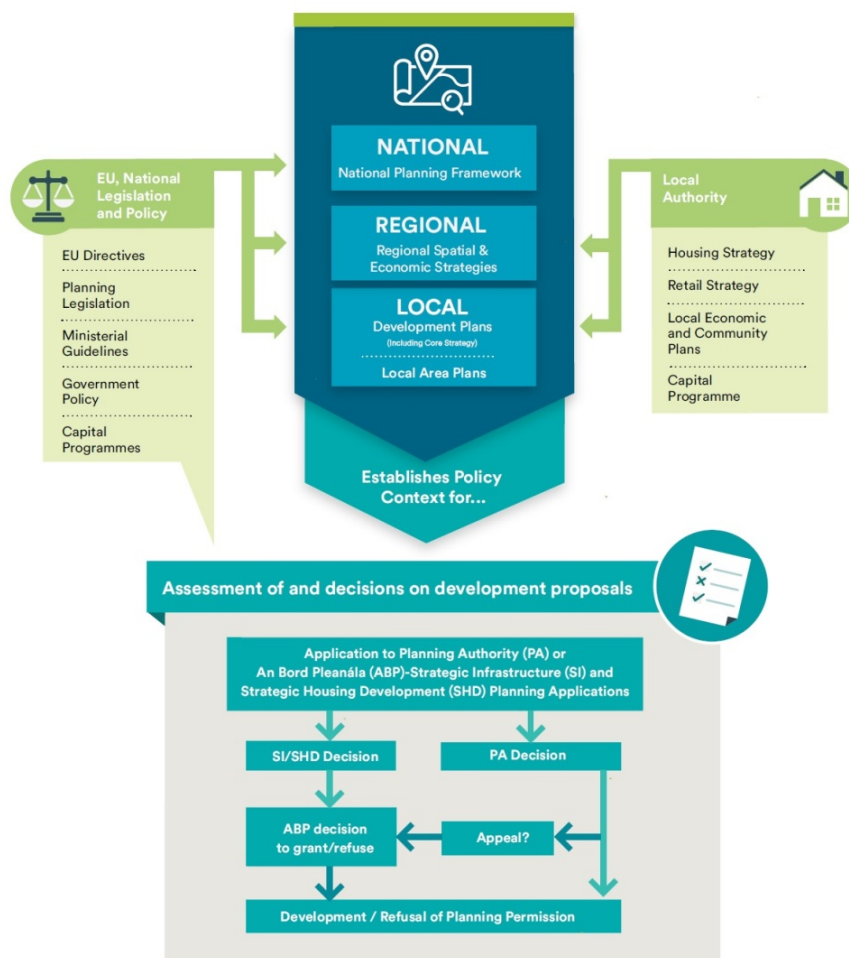 NATIONAL
National Planning Framework
REGIONAL
Regional Spatial &
Economic Strategies
LOCAL
Development Plans
(Including Core Strategy)
Local Area Plans
EU, National
Legislation
and Policy
EU Directives
Planning
Legislation
Ministerial
Guidelines
Government
Policy
Capital
Programmes
Local
Authority
Housing Strategy
Retail Strategy
Local Economic
and Community
Plans
Capital
Programme
Establishes Policy
Context for...
Assessment of and decisions on development proposals
Application to Planning Authority (PA) or
An Bord Pleanála (ABP)-Strategic Infrastructure (SI) and
Strategic Housing Development (SHD) Planning Applications
SI/SHD Decision
PA Decision
ABP decision
to grant/refuse
Appeal?
Development / Refusal of Planning Permission